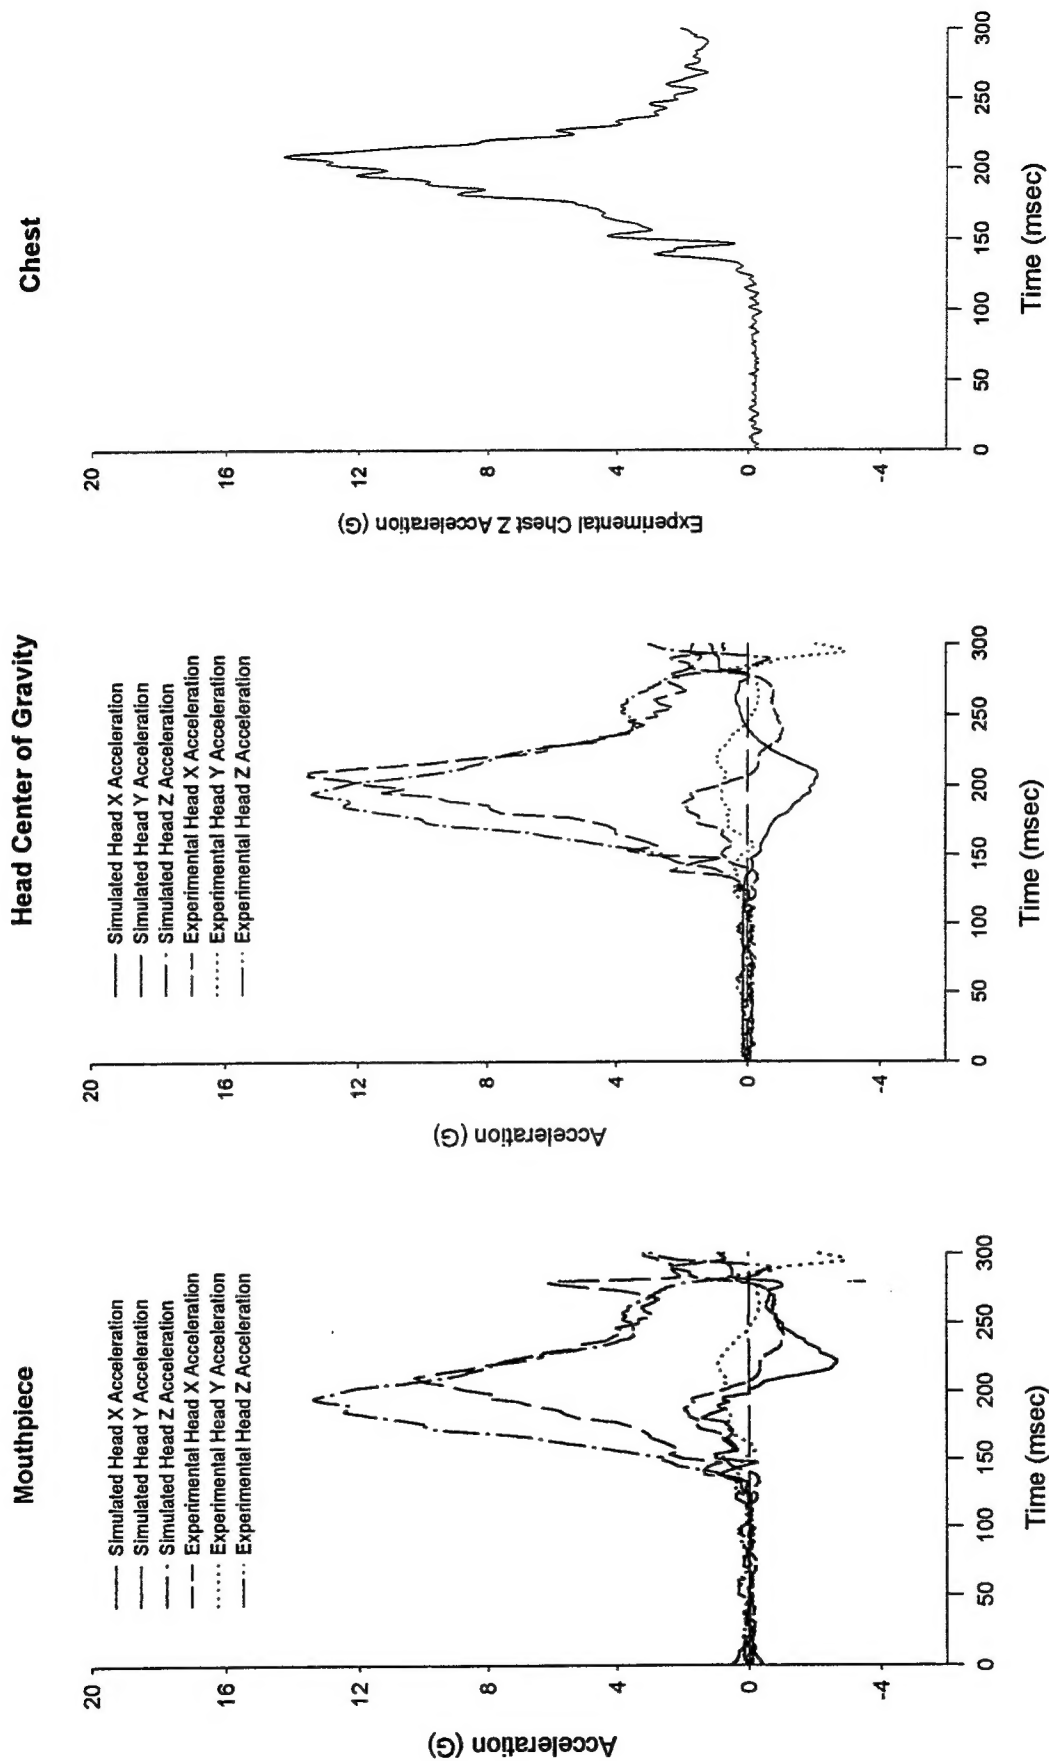 Mouthpiece
Simulated Head X Acceleration
Simulated Head Y Acceleration
Simulated Head Z Acceleration
Experimental Head X Acceleration
Experimental Head Y Acceleration
Experimental Head Z Acceleration
20
16
12
8
4
0
-4
Acceleration (G)
0
50
100
150
200
250
300
Time (msec)
Head Center of Gravity
Simulated Head X Acceleration
Simulated Head Y Acceleration
Simulated Head Z Acceleration
Experimental Head X Acceleration
Experimental Head Y Acceleration
Experimental Head Z Acceleration
20
16
12
8
4
0
-4
Acceleration (G)
0
50
100
150
200
250
300
Time (msec)
Chest
20
16
12
8
4
0
-4
Experimental Chest Z Acceleration (G)
0
50
100
150
200
250
300
Time (msec)